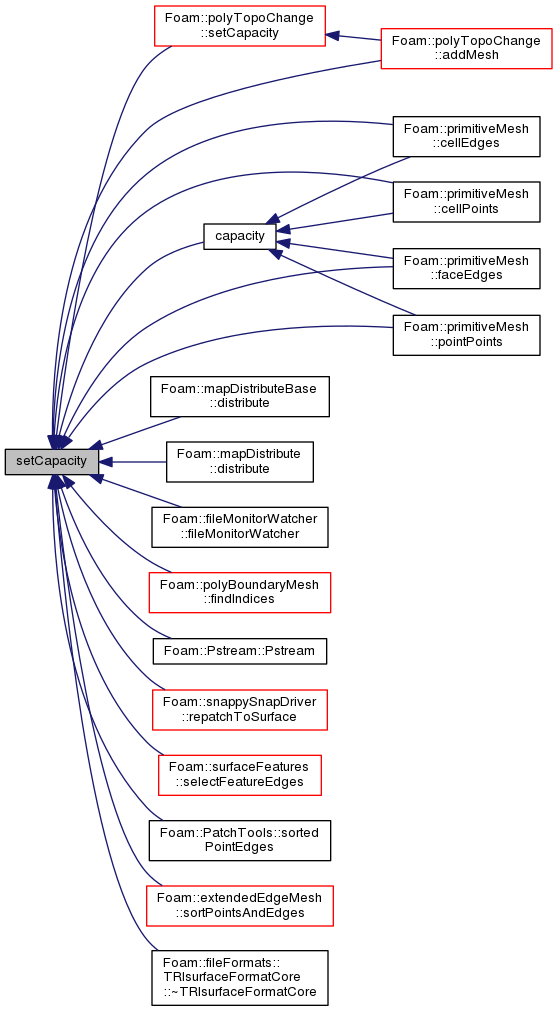 Foam::polyTopoChange
::setCapacity
Foam::polyTopoChange
::addMesh
Foam::primitiveMesh
::cellEdges
Foam::primitiveMesh
::cellPoints
capacity
Foam::primitiveMesh
::faceEdges
Foam::primitiveMesh
::pointPoints
Foam::mapDistributeBase
::distribute
setCapacity
Foam::mapDistribute
::distribute
Foam::fileMonitorWatcher
::fileMonitorWatcher
Foam::polyBoundaryMesh
::findIndices
Foam::Pstream::Pstream
Foam::snappySnapDriver
::repatchToSurface
Foam::surfaceFeatures
::selectFeatureEdges
Foam::PatchTools::sorted
PointEdges
Foam::extendedEdgeMesh
::sortPointsAndEdges
Foam::fileFormats::
TRIsurfaceFormatCore
::~TRIsurfaceFormatCore